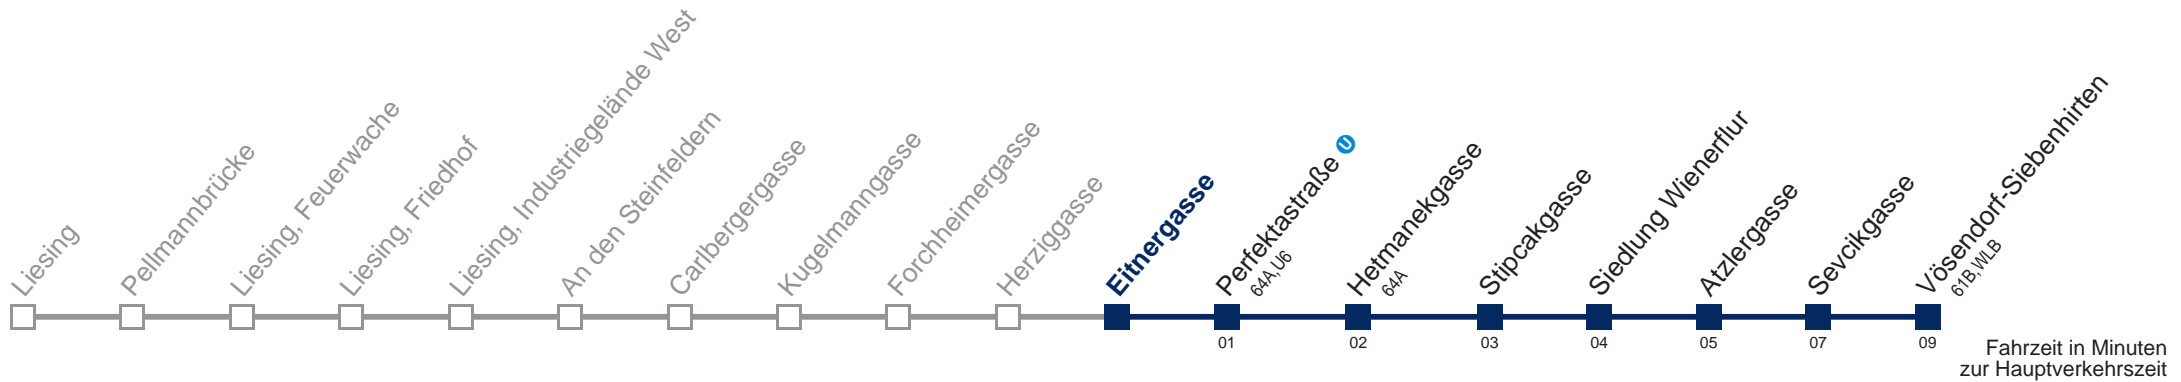 Liesing
Pellmannbrücke
Liesing, Feuerwache
Liesing, Friedhof
Liesing, Industriegelände West
An den Steinfeldern
Carlbergergasse
Kugelmanngasse
Forchheimergasse
Herziggasse
Eitnergasse
Perfektastraße U
64A, U6
Hetmanekgasse
64A
Stipcakgasse
Siedlung Wienerflur
Atzlergasse
Sevcikgasse
Vösendorf-Siebenhirten
61B, WLB
01
02
03
04
05
07
09
Fahrzeit in Minuten
zur Hauptverkehrszeit